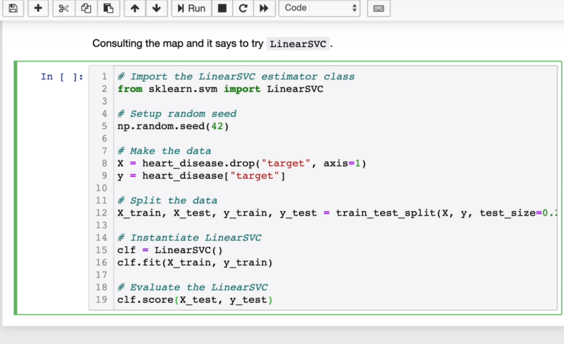 Run Code
Consulting the map and it says to try LinearSVC .
In [ ]:
1 # Import the LinearSVC estimator class
2 from sklearn.svm import LinearSVC
3
4 # Setup random seed
5 np.random.seed(42)
6
7 # Make the data
8 X = heart_disease.drop("target", axis=1)
9 y = heart_disease["target"]
10
11 # Split the data
12 X_train, X_test, y_train, y_test = train_test_split(X, y, test_size=0.2
13
14 # Instantiate LinearSVC
15 clf = LinearSVC()
16 clf.fit(X_train, y_train)
17
18 # Evaluate the LinearSVC
19 clf.score(X_test, y_test)